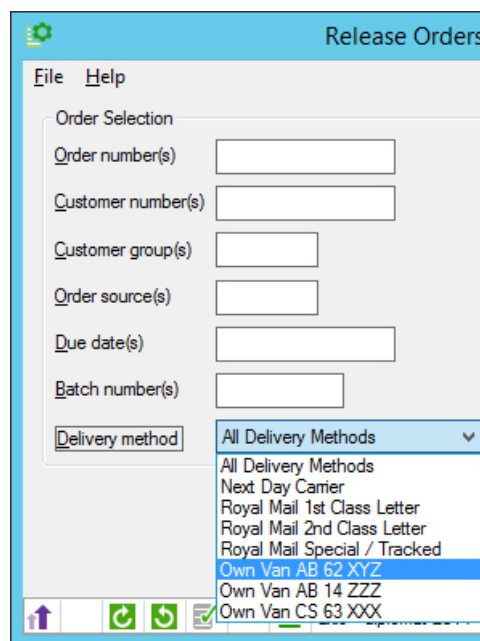 Release Orders
File Help
Order Selection
Order number(s)
Customer number(s)
Customer group(s)
Order source(s)
Due date(s)
Batch number(s)
Delivery method All Delivery Methods
All Delivery Methods
Next Day Carrier
Royal Mail 1st Class Letter
Royal Mail 2nd Class Letter
Royal Mail Special / Tracked
Own Van AB 62 XYZ
Own Van AB 14 ZZZ
Own Van CS 63 XXX